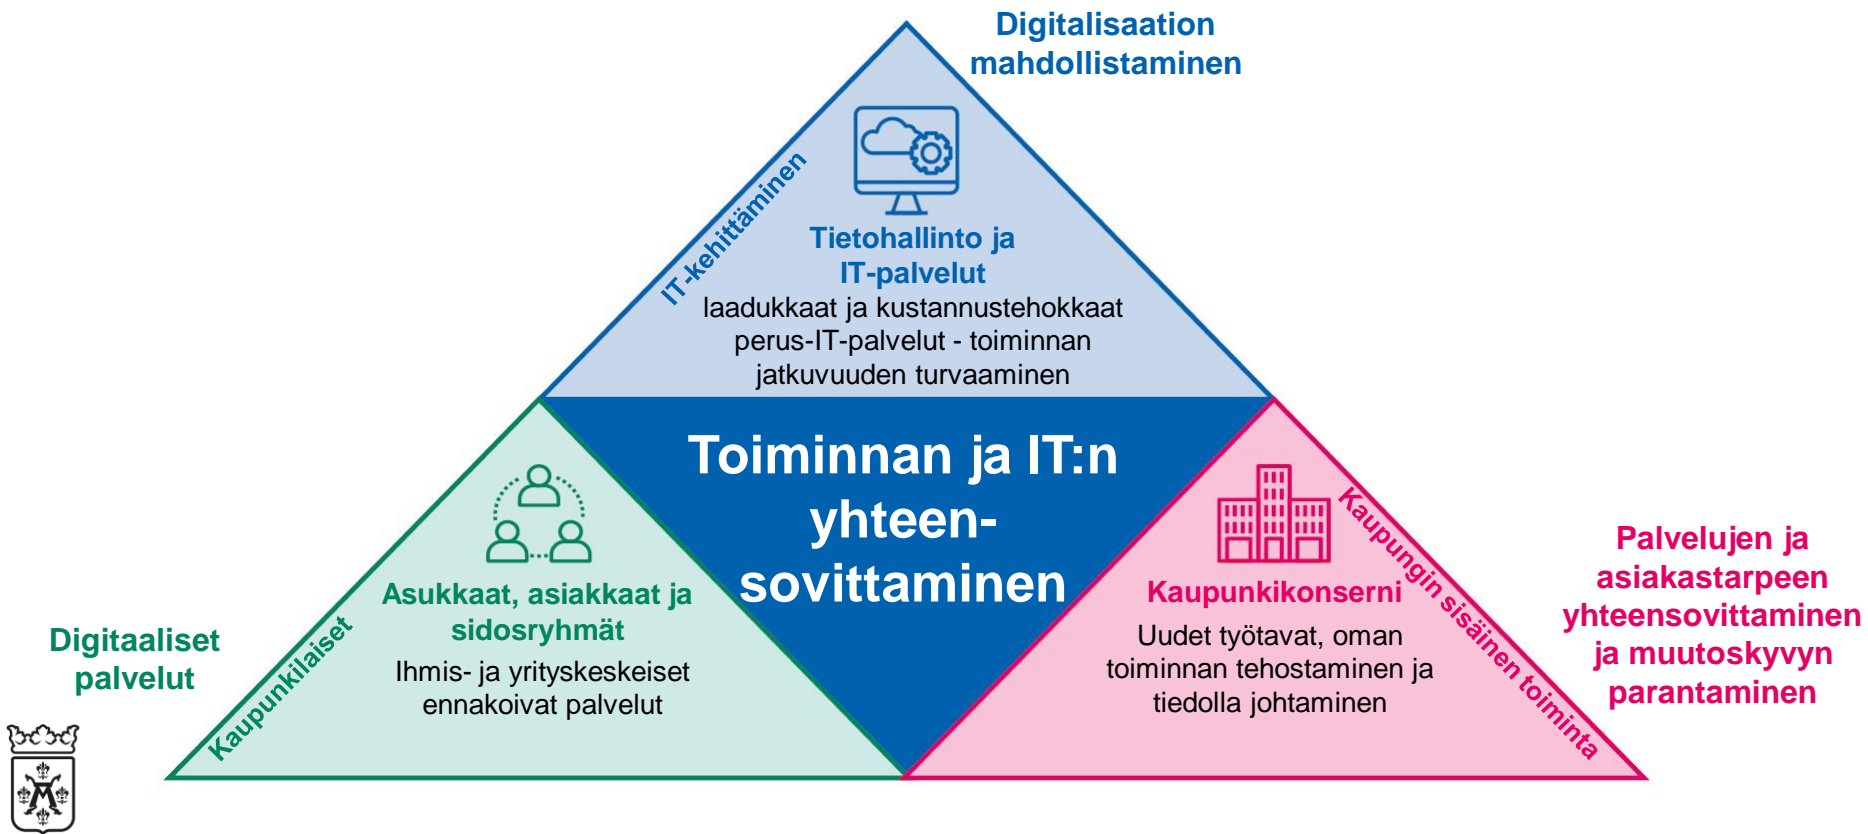 Digitalisaation
mahdollistaminen
IT-kehittäminen
Tietohallinto ja
IT-palvelut
laadukkaat ja kustannustehokkaat
perus-IT-palvelut - toiminnan
jatkuvuuden turvaaminen
Toiminnan ja IT:n
yhteen-
sovittaminen
Digitaaliset
palvelut
Kaupunkilaiset
Asukkaat, asiakkaat ja
sidosryhmät
Ihmis- ja yrityskeskeiset
ennakoivat palvelut
Kaupunkikonserni
Uudet työtavat, oman
toiminnan tehostaminen ja
tiedolla johtaminen
Kaupungin sisäinen toiminta
Palvelujen ja
asiakastarpeen
yhteensovittaminen
ja muutoskyvyn
parantaminen